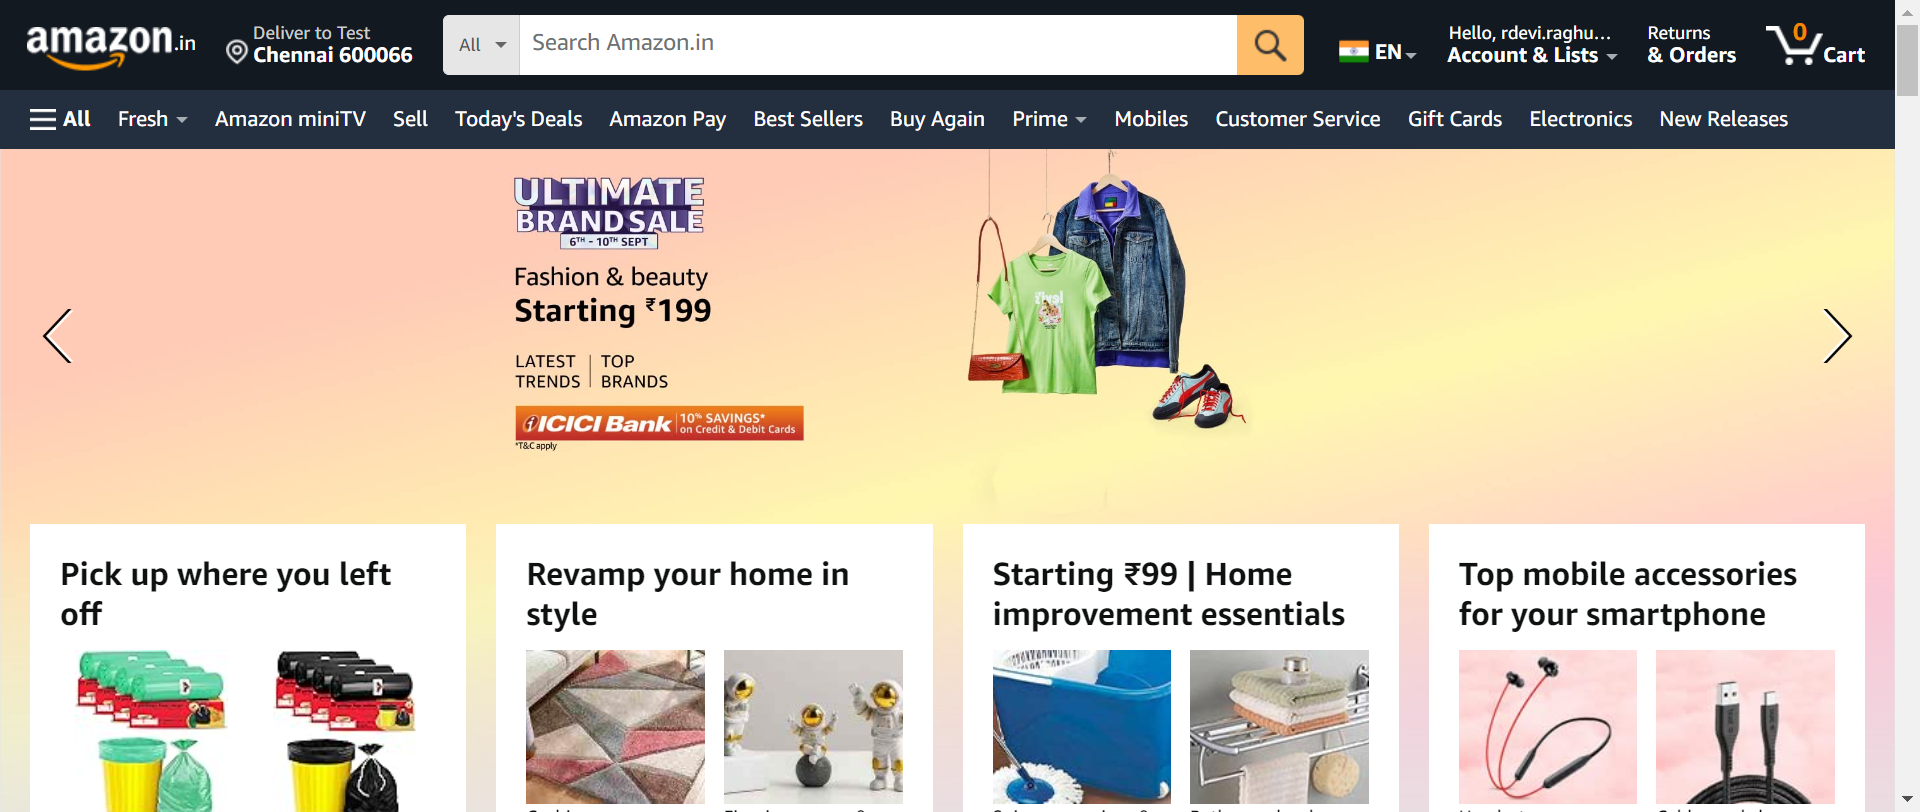 amazon.in
Deliver to Test
Chennai 600066
All
Search Amazon.in
EN
Hello, rdevi.raghu...
Account & Lists
Returns
& Orders
0
Cart
All Fresh Amazon miniTV Sell Today's Deals Amazon Pay Best Sellers Buy Again Prime Mobiles Customer Service Gift Cards Electronics New Releases
ULTIMATE
BRAND SALE
6TH - 10TH SEPT
Fashion & beauty
Starting ₹199
LATEST TRENDS | TOP BRANDS
ICICI Bank 10% SAVINGS*
on Credit & Debit Cards
*T&C apply
Pick up where you left
off
Revamp your home in
style
Starting ₹99 | Home
improvement essentials
Top mobile accessories
for your smartphone